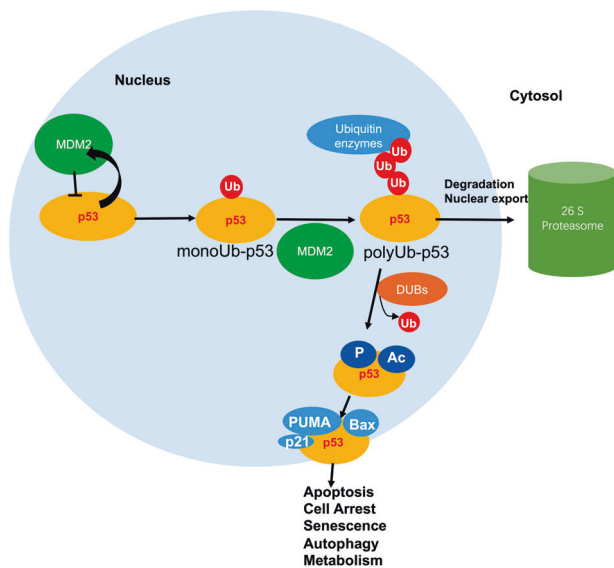 Nucleus
Cytosol
MDM2
p53
Ub
p53
monoUb-p53
MDM2
Ubiquitin
enzymes
Ub
Ub
Ub
p53
polyUb-p53
Degradation
Nuclear export
26 S
Proteasome
DUBs
Ub
P
Ac
p53
PUMA
Bax
p21
p53
Apoptosis
Cell Arrest
Senescence
Autophagy
Metabolism